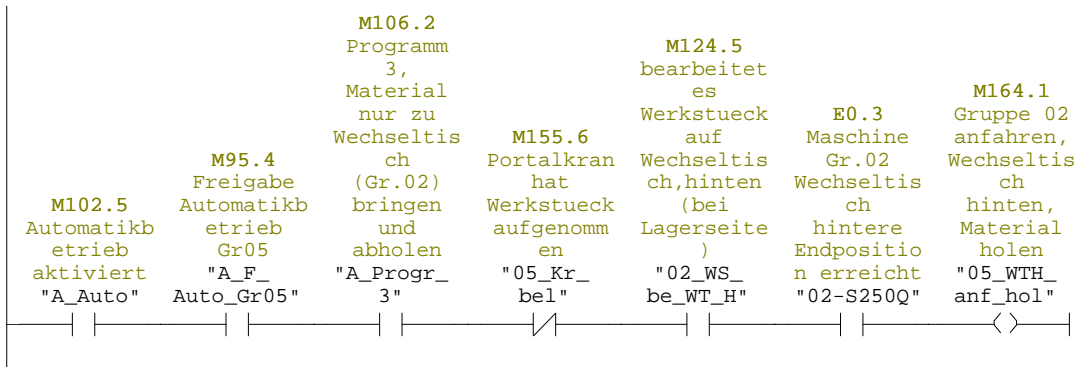 M102.5
Automatikb
etrieb
aktiviert
"A_Auto"
M95.4
Freigabe
Automatikb
etrieb
Gr05
"A_F_
Auto_Gr05"
M106.2
Programm
3,
Material
nur zu
Wechseltis
ch
(Gr.02)
bringen
und
abholen
"A_Progr_
3"
M155.6
Portalkran
hat
Werkstueck
aufgenomm
en
"05_Kr_
bel"
M124.5
bearbeitet
es
Werkstueck
auf
Wechseltis
ch,hinten
(bei
Lagerseite
)
"02_WS_
be_WT_H"
E0.3
Maschine
Gr.02
Wechseltis
ch
hintere
Endpositio
n erreicht
"02-S250Q"
M164.1
Gruppe 02
anfahren,
Wechseltis
ch
hinten,
Material
holen
"05_WTH_
anf_hol"